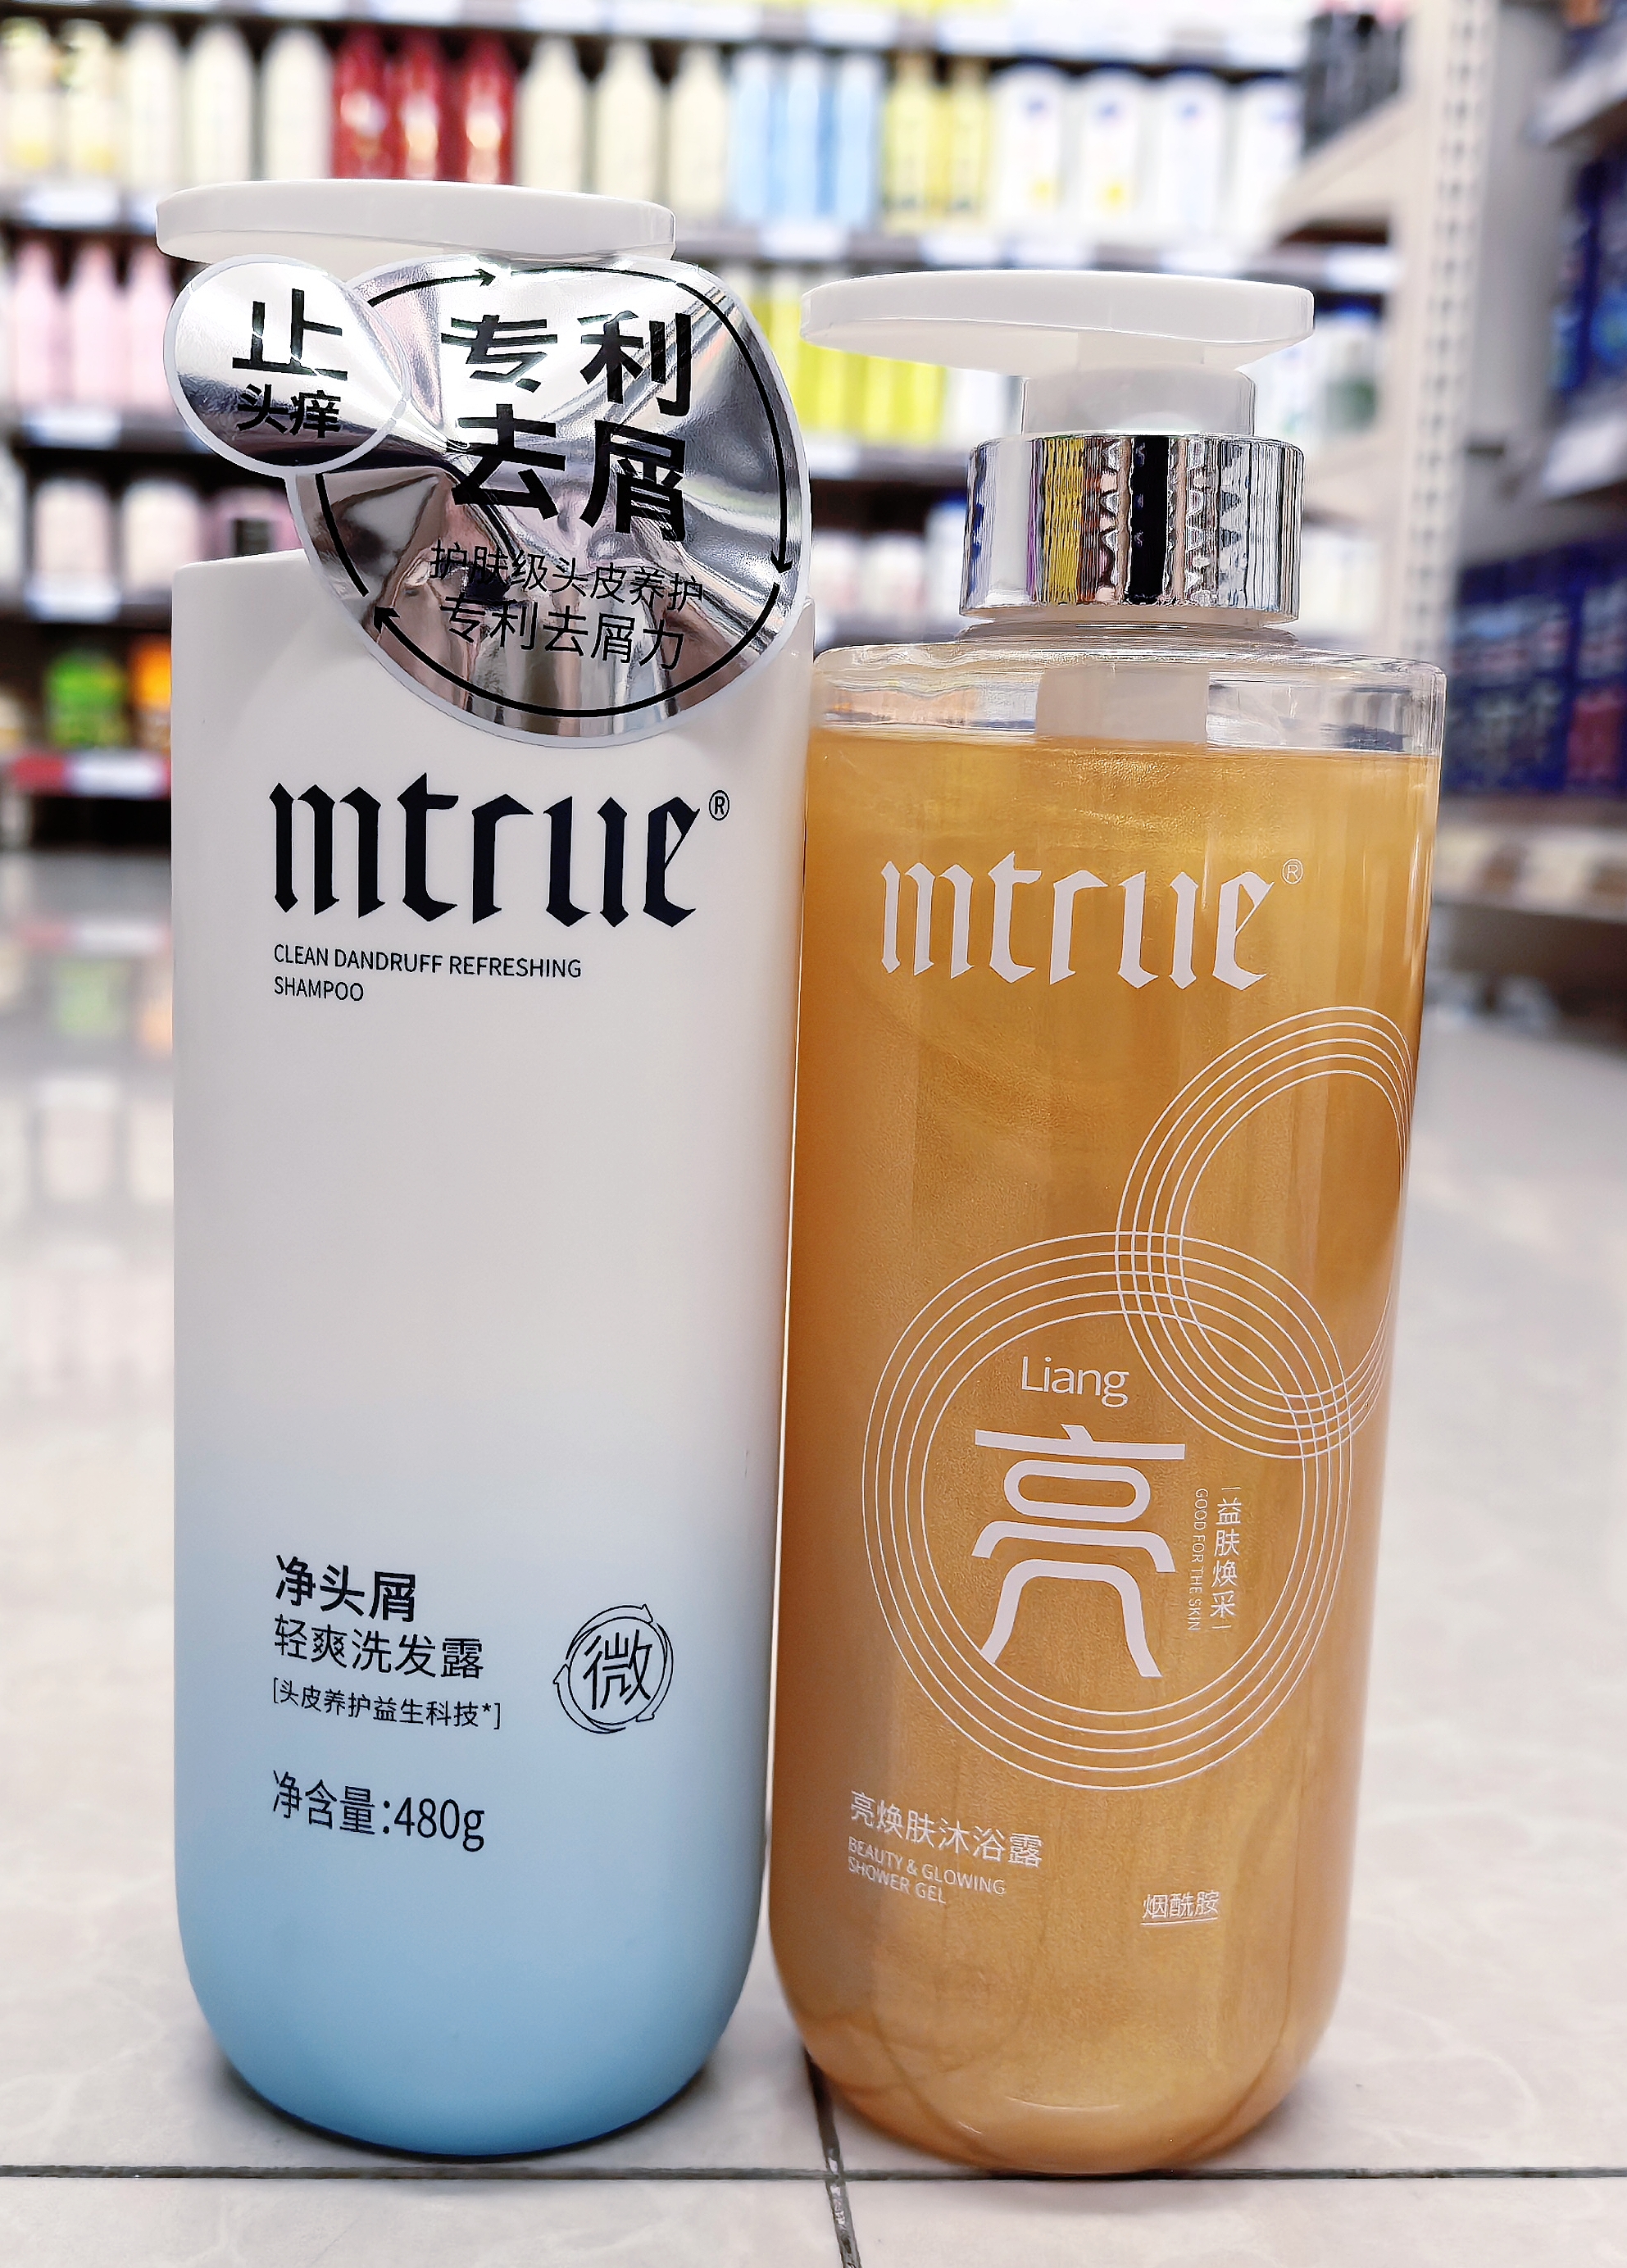 止
头痒
专利
去屑
护肤级头皮养护
专利去屑力
mtrue®
CLEAN DANDRUFF REFRESHING
SHAMPOO
净头屑
轻爽洗发露
[头皮养护益生科技*]
微
净含量:480g
mtrue®
Liang
亮
益肤焕采
GOOD FOR THE SKIN
亮焕肤沐浴露
BEAUTY & GLOWING
SHOWER GEL
烟酰胺